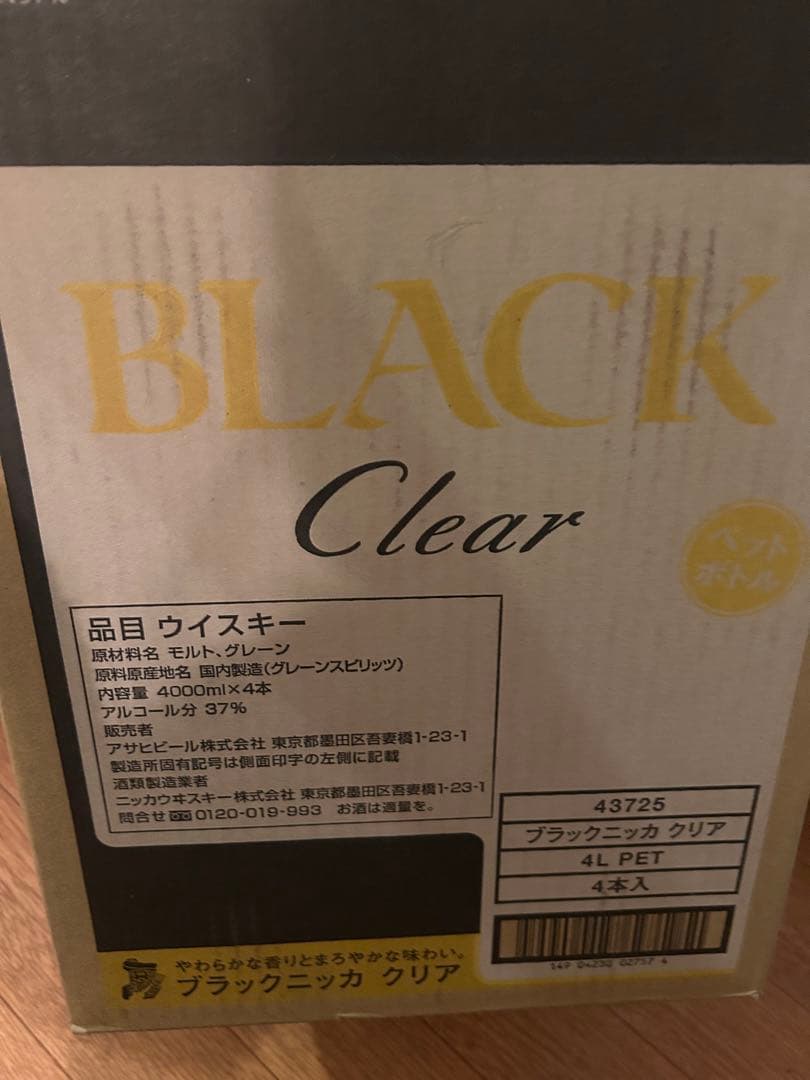 BLACK
Clear
ペット
ボトル
品目 ウイスキー
原材料名 モルト、グレーン
原料原産地名 国内製造(グレーンスピリッツ)
内容量 4000ml×4本
アルコール分 37%
販売者
アサヒビール株式会社 東京都墨田区吾妻橋1-23-1
製造所固有記号は側面印字の左側に記載
酒類製造業者
ニッカウヰスキー株式会社 東京都墨田区吾妻橋1-23-1
問合せ 0120-019-993 お酒は適量を。
43725
ブラックニッカ クリア
4L PET
4本入
149 04230 02757 4
やわらかな香りとまろやかな味わい。
ブラックニッカ クリア